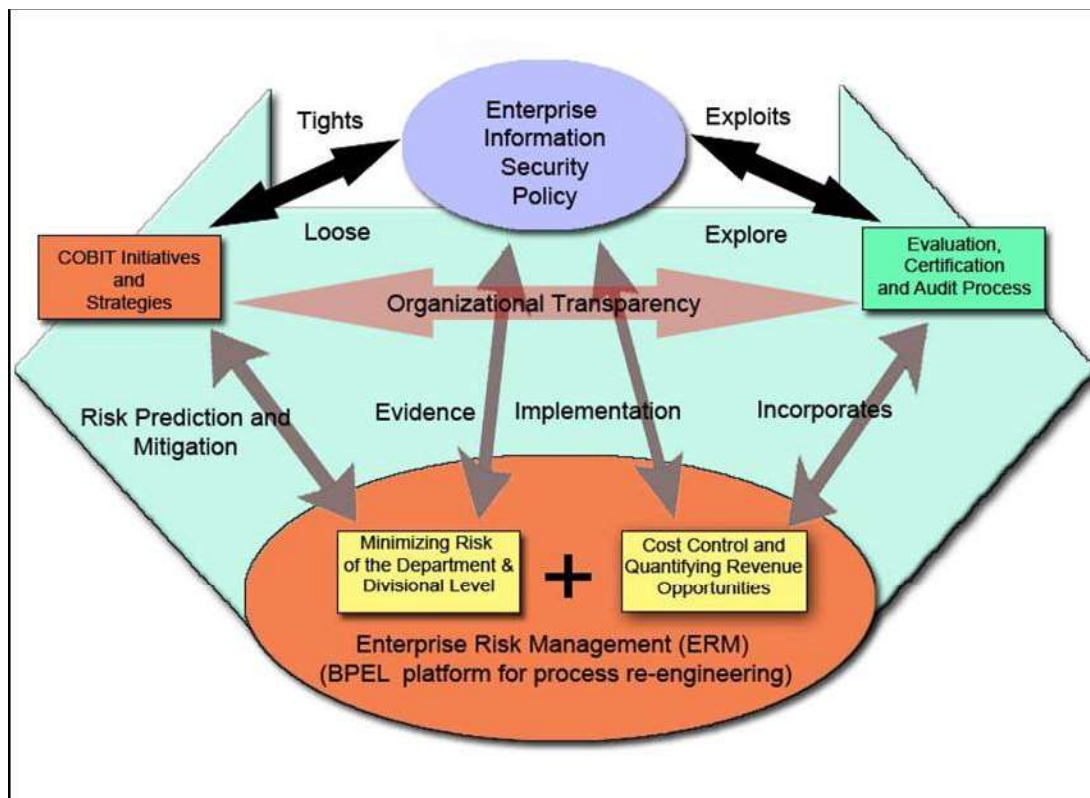 Tights
Enterprise
Information
Security
Policy
Exploits
Loose
Explore
COBIT Initiatives
and
Strategies
Evaluation,
Certification
and Audit Process
Organizational Transparency
Risk Prediction and
Mitigation
Evidence
Implementation
Incorporates
Minimizing Risk
of the Department &
Divisional Level
+
Cost Control and
Quantifying Revenue
Opportunities
Enterprise Risk Management (ERM)
(BPEL platform for process re-engineering)